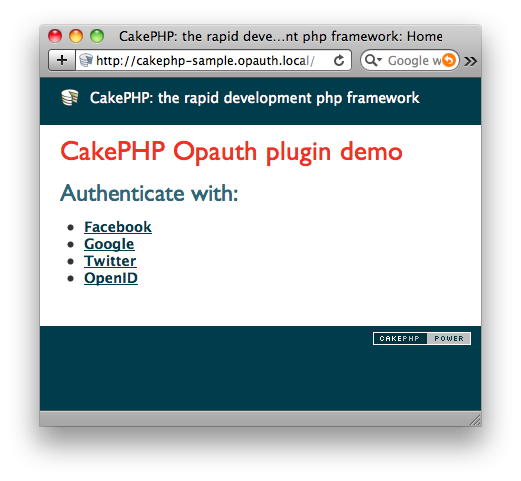 CakePHP: the rapid deve...nt php framework: Home
http://cakephp-sample.opauth.local/
Google w
CakePHP: the rapid development php framework
CakePHP Opauth plugin demo
Authenticate with:
Facebook
Google
Twitter
OpenID
CAKEPHP POWER